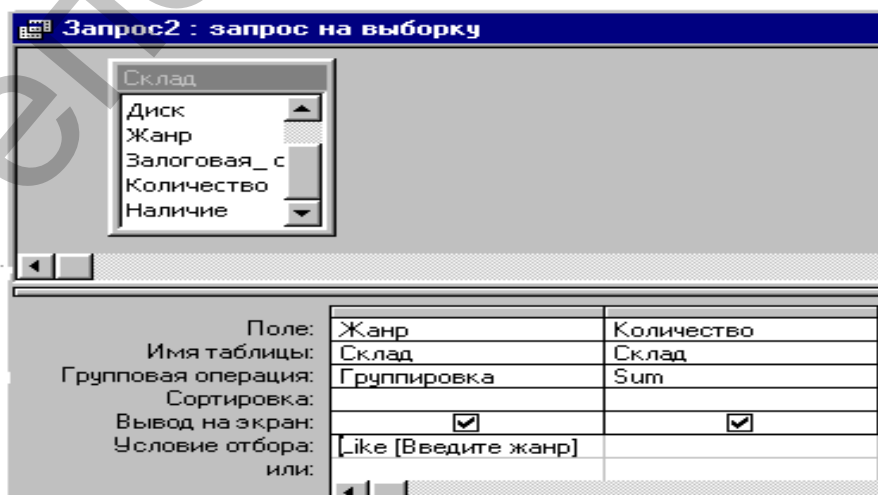 Запрос2 : запрос на выборку
Склад
Диск
Жанр
Залоговая_ с
Количество
Наличие
Поле: Жанр Количество
Имя таблицы: Склад Склад
Групповая операция: Группировка Sum
Сортировка:
Вывод на экран:
Условие отбора: Like [Введите жанр]
или: